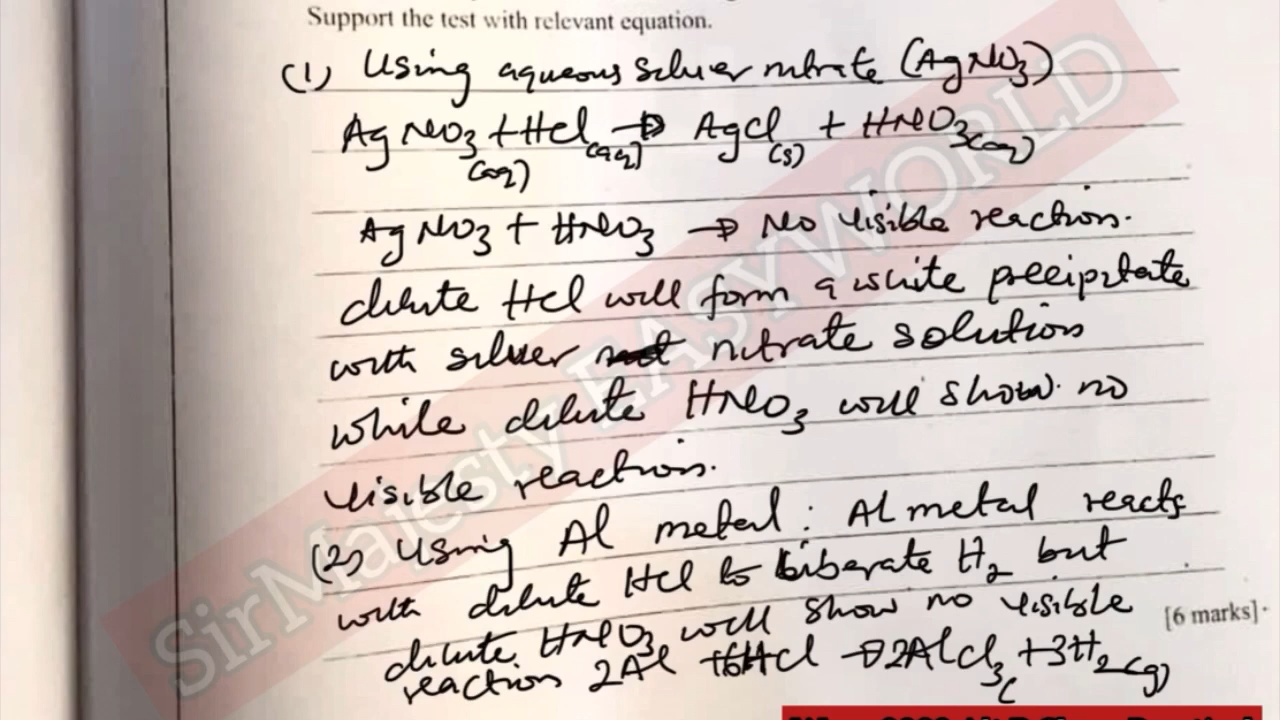 Support the test with relevant equation.
(1) Using aqueous silver nitrate (AgNO3)
AgNO3(aq) + HCl(aq) → AgCl(s) + HNO3(aq)
AgNO3 + HNO3 → No visible reaction.
dilute HCl will form a white precipitate
with silver nitrate solution
while dilute HNO3 will show no
visible reaction.
(2) Using Al metal: Al metal reacts
with dilute HCl to liberate H2 but
dilute HNO3 will show no visible
[6 marks]
reaction 2Al + 6HCl → 2AlCl3 + 3H2(g)
SirMajesty EASYWORLD